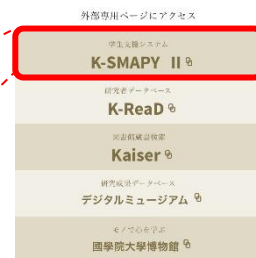 外部専用ページにアクセス
学生支援システム
K-SMAPY II
研究者データベース
K-ReaD
図書館蔵書検索
Kaiser
研究成果データベース
デジタルミュージアム
モノで心を学ぶ
國學院大學博物館